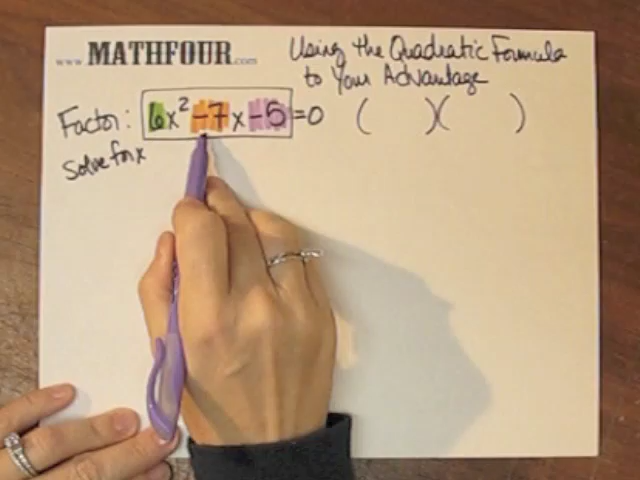 www.MATHFOUR.com
Using the Quadratic Formula
to Your Advantage
Factor: 6x² -7x -5 =0 (  )(  )
Solve for x